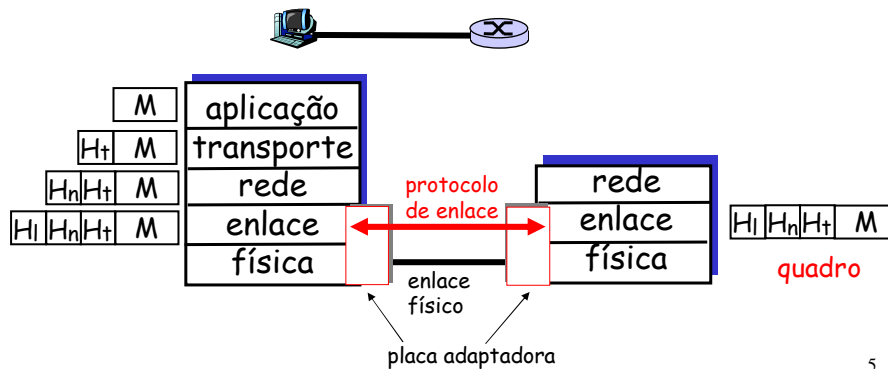 M aplicação
Ht M transporte
Hn Ht M rede
Hl Hn Ht M enlace
física
protocolo
de enlace
enlace
físico
placa adaptadora
rede
enlace
física
Hl Hn Ht M
quadro
5